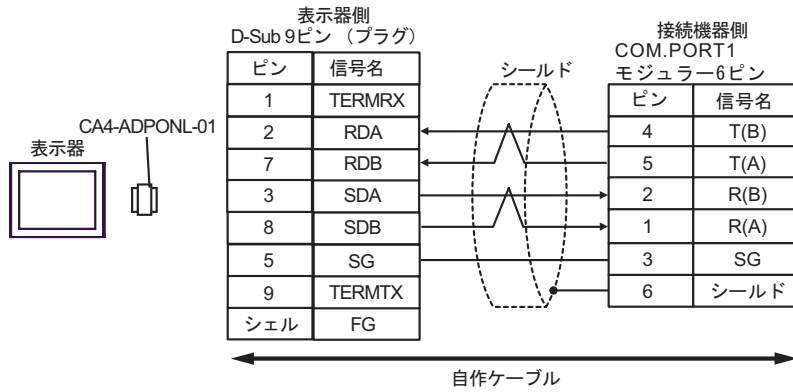 表示器側
D-Sub 9ピン （プラグ）
接続機器側
COM.PORT1
モジュラー6ピン
シールド
CA4-ADPONL-01
表示器
ピン 信号名
1 TERMRX
2 RDA
7 RDB
3 SDA
8 SDB
5 SG
9 TERMTX
シェル FG
ピン 信号名
4 T(B)
5 T(A)
2 R(B)
1 R(A)
3 SG
6 シールド
自作ケーブル